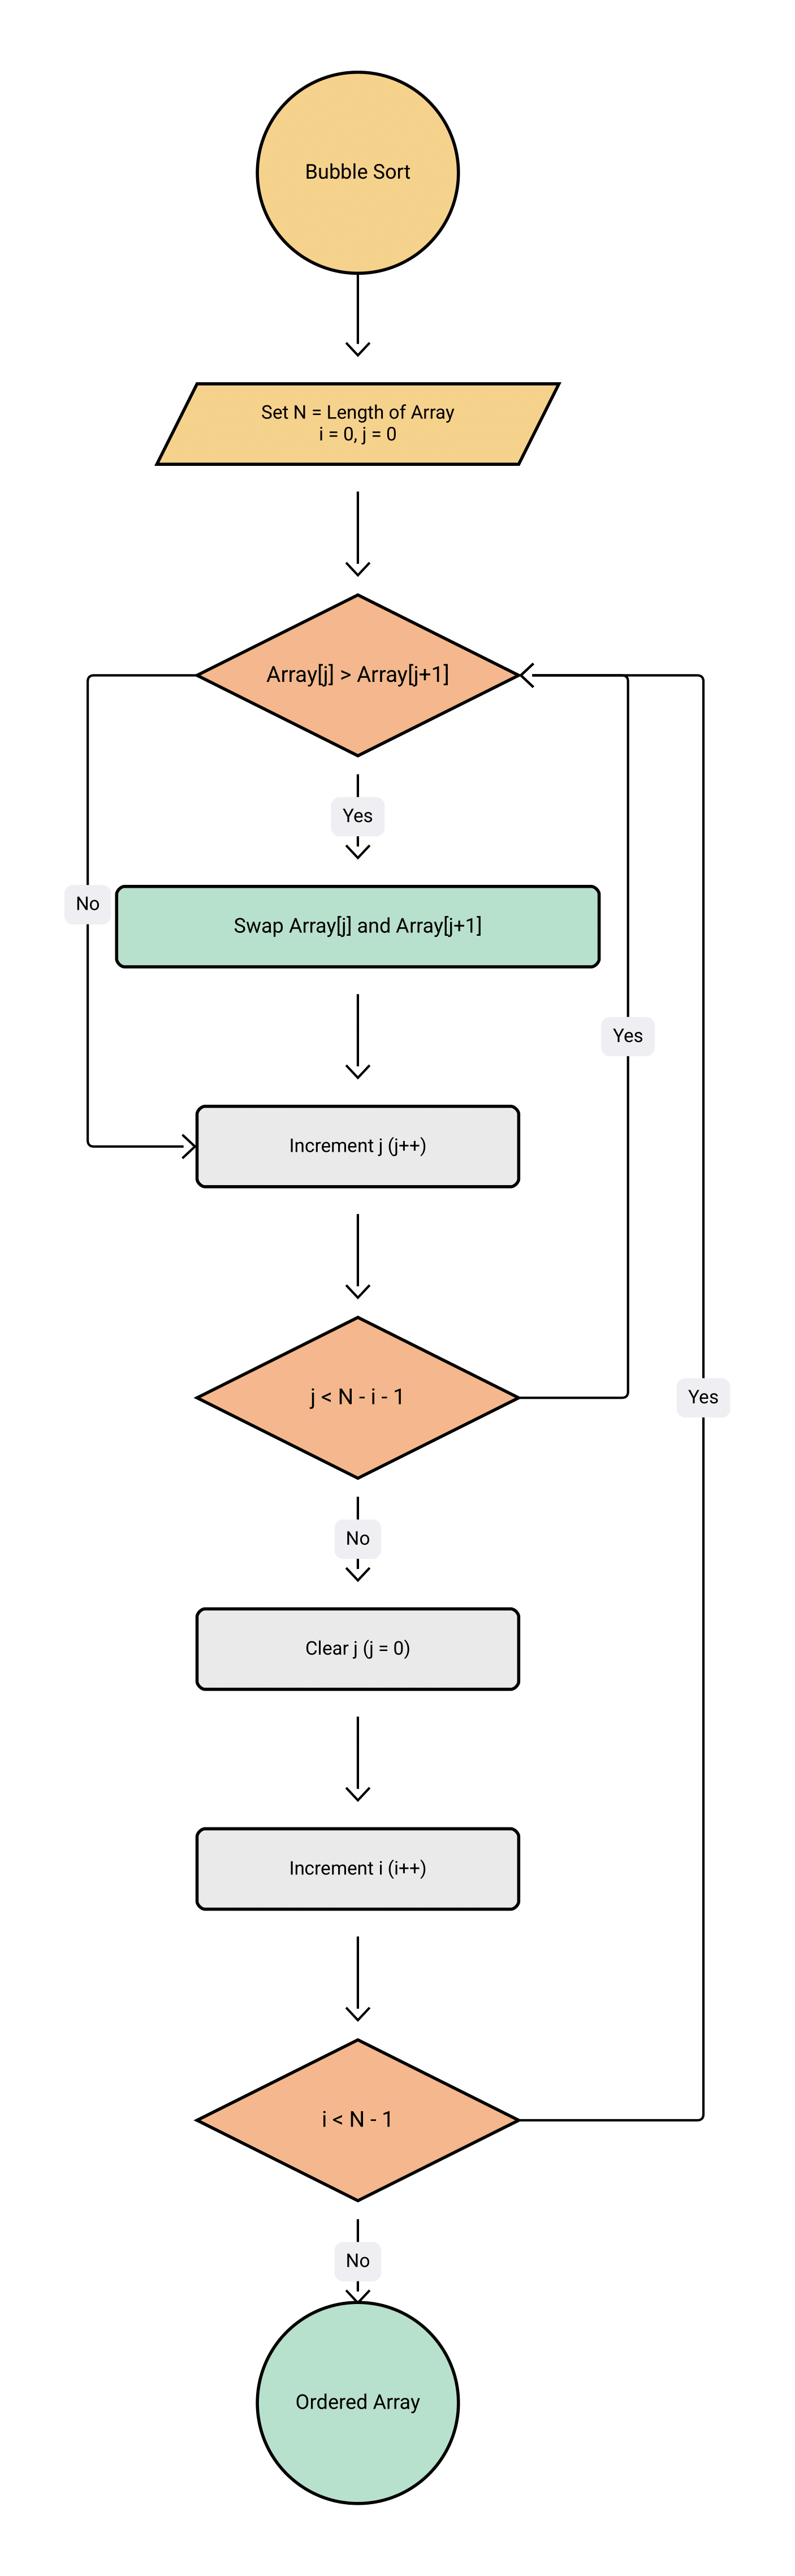 Bubble Sort
Set N = Length of Array
i = 0, j = 0
Array[j] > Array[j+1]
Yes
No
Swap Array[j] and Array[j+1]
Yes
Increment j (j++)
j < N - i - 1
Yes
No
Clear j (j = 0)
Increment i (i++)
i < N - 1
No
Ordered Array